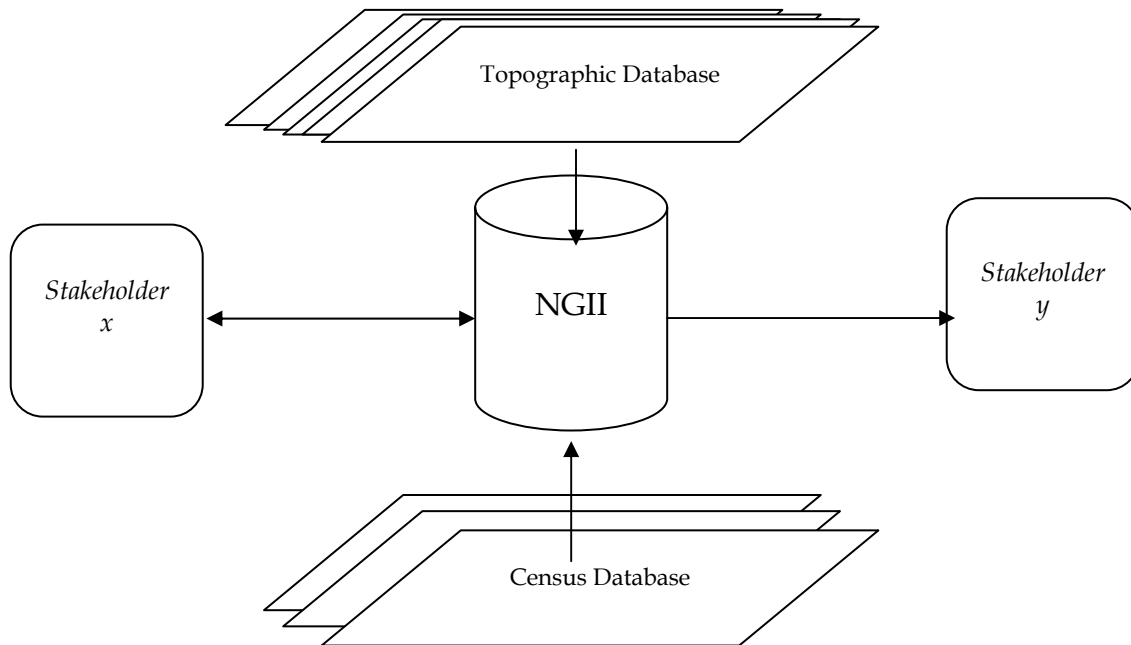 Topographic Database
Stakeholder
x
NGII
Stakeholder
y
Census Database